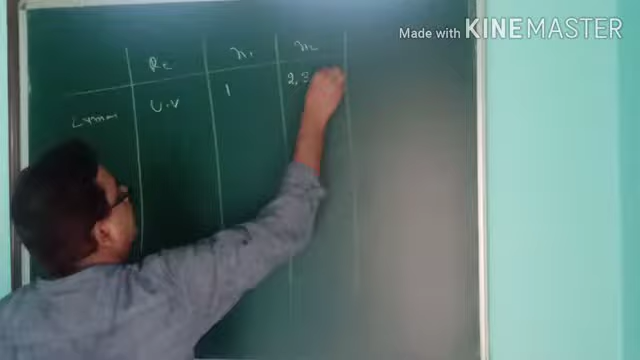 Made with KINEMASTER
Re n₁ n₂
Lyman U.V 1 2,3